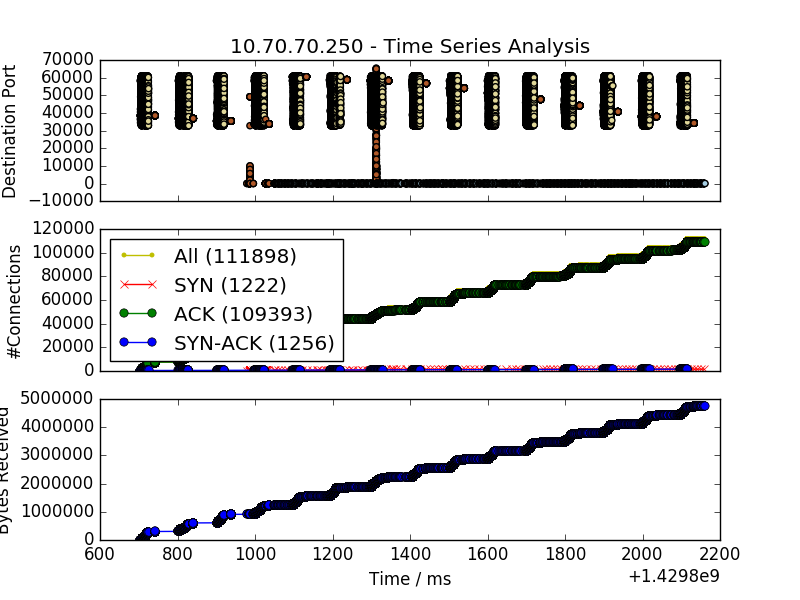 10.70.70.250 - Time Series Analysis
70000
60000
50000
40000
30000
20000
10000
0
−10000
Destination Port
120000
100000
80000
60000
40000
20000
0
#Connections
All (111898)
SYN (1222)
ACK (109393)
SYN-ACK (1256)
5000000
4000000
3000000
2000000
1000000
0
Bytes Received
600 800 1000 1200 1400 1600 1800 2000 2200
Time / ms
+1.4298e9